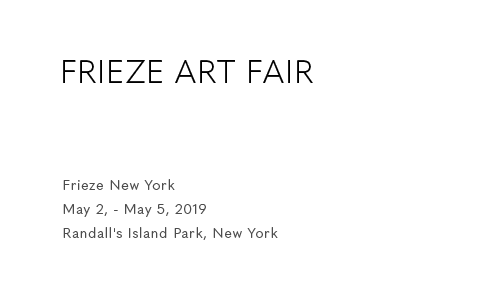 FRIEZE ART FAIR
Frieze New York
May 2, - May 5, 2019
Randall's Island Park, New York